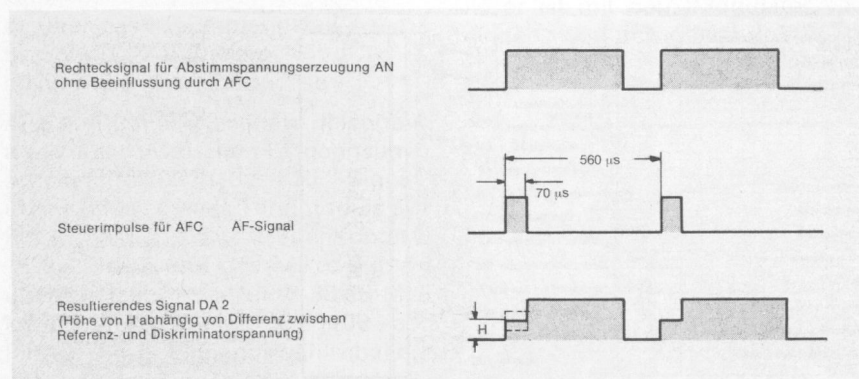 Rechtecksignal für Abstimmspannungserzeugung AN
ohne Beeinflussung durch AFC
560 µs
70 µs
Steuerimpulse für AFC AF-Signal
Resultierendes Signal DA 2
(Höhe von H abhängig von Differenz zwischen
Referenz- und Diskriminatorspannung)
H